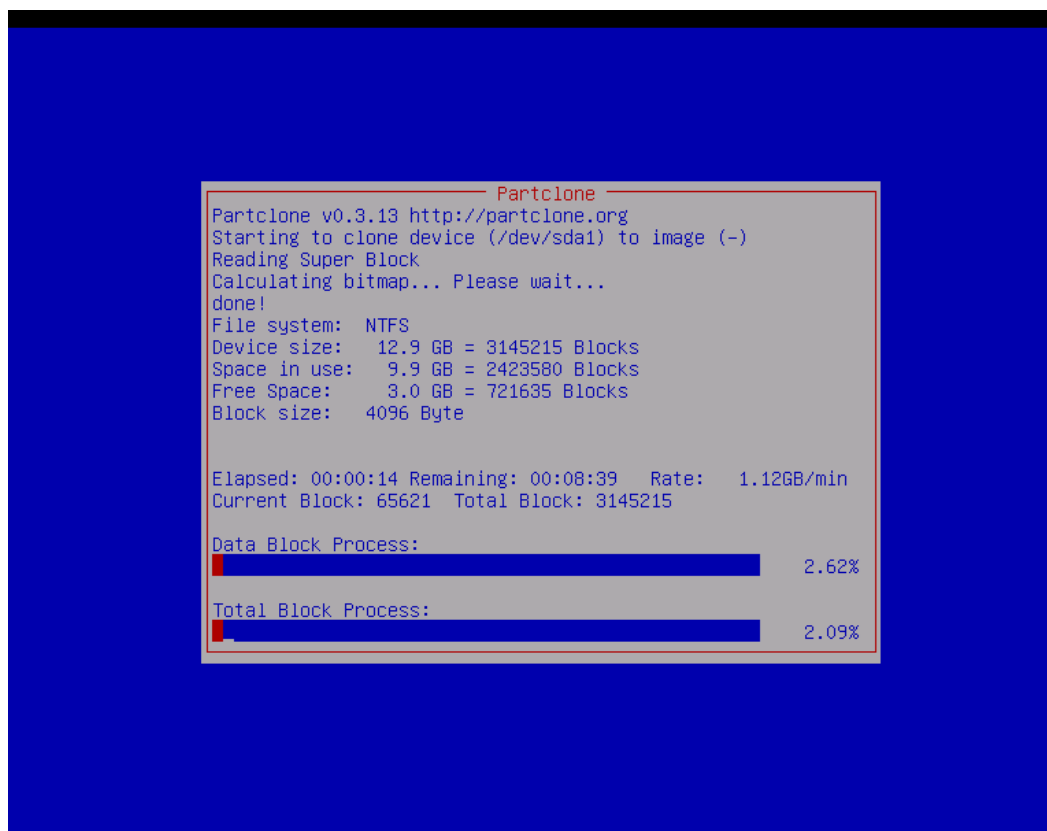 Partclone
Partclone v0.3.13 http://partclone.org
Starting to clone device (/dev/sda1) to image (-)
Reading Super Block
Calculating bitmap... Please wait...
done!
File system:  NTFS
Device size:   12.9 GB = 3145215 Blocks
Space in use:   9.9 GB = 2423580 Blocks
Free Space:     3.0 GB = 721635 Blocks
Block size:   4096 Byte
Elapsed: 00:00:14 Remaining: 00:08:39   Rate:   1.12GB/min
Current Block: 65621  Total Block: 3145215
Data Block Process:
2.62%
Total Block Process:
2.09%